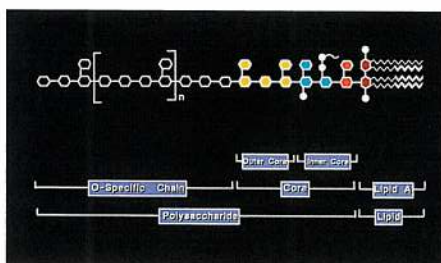 n
Outer Core Inner Core
O-Specific Chain Core Lipid A
Polysaccharide Lipid